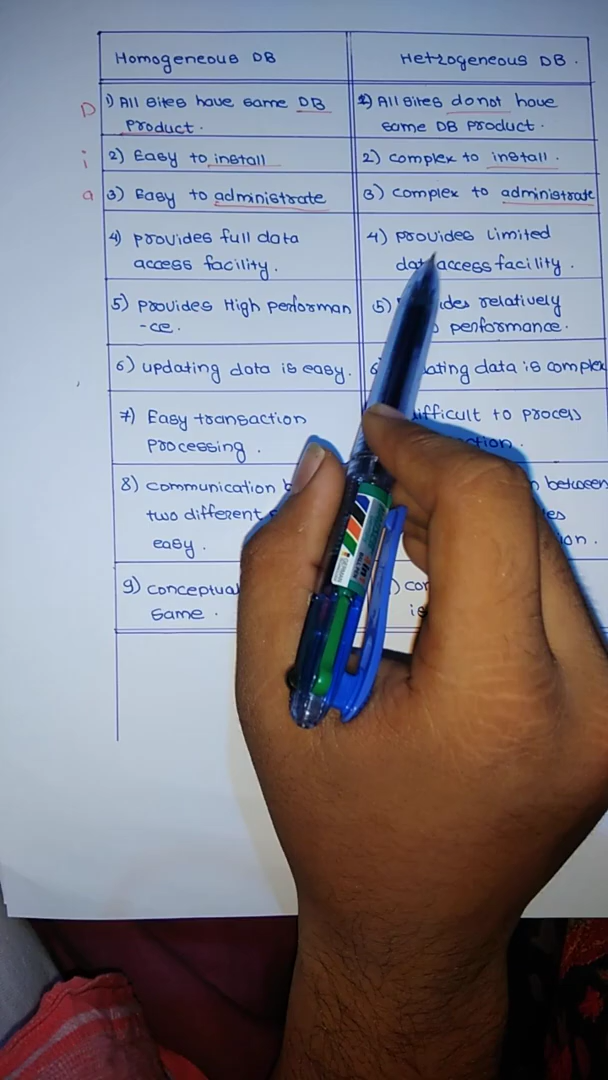 Homogeneous DB
Hetrogeneous DB.
D
1) All sites have same DB
product.
1) All sites donot have
same DB product.
i
2) Easy to install
2) complex to install.
a
3) Easy to administrate
3) complex to administrate
4) provides full data
access facility.
4) provides Limited
data access facility.
5) provides High performan
-ce.
5) relatively
performance.
6) updating data is easy.
data is complex
7) Easy transaction
processing.
difficult to process
8) communication
two different
easy.
between
9) conceptual
same.